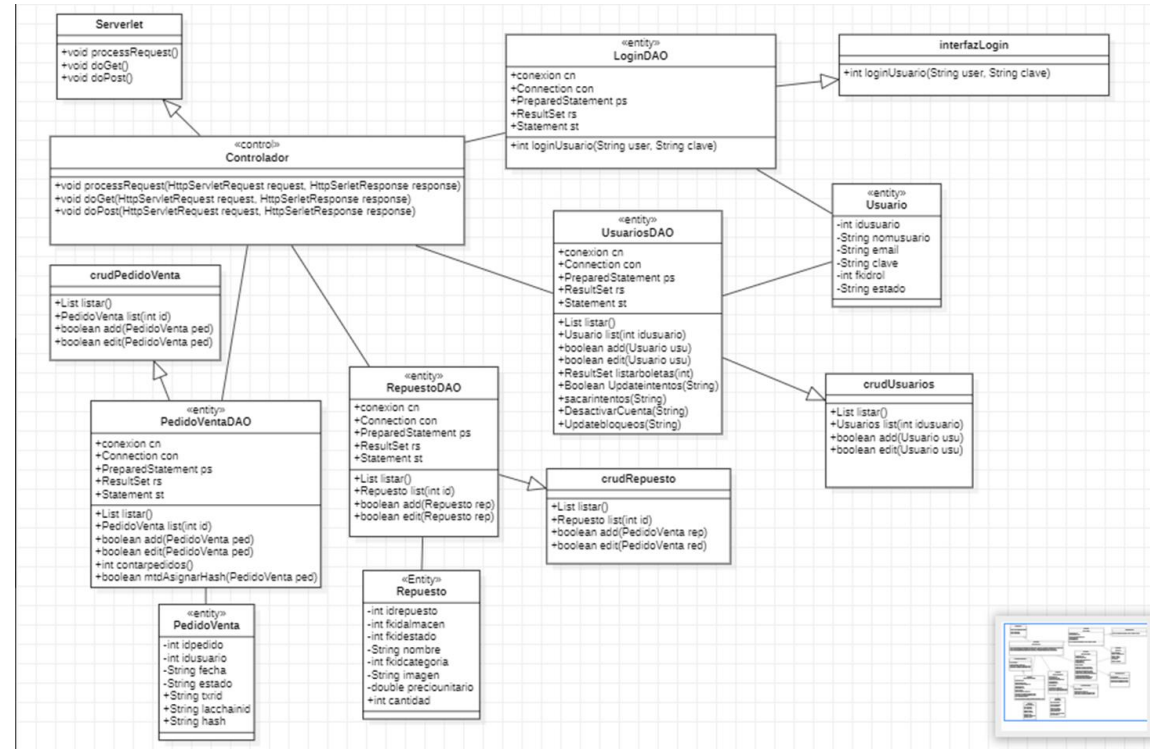 Serverlet
+void processRequest()
+void doGet()
+void doPost()
«control»
Controlador
+void processRequest(HttpServletRequest request, HttpSerletResponse response)
+void doGet(HttpServletRequest request, HttpSerletResponse response)
+void doPost(HttpServletRequest request, HttpSerletResponse response)
«entity»
LoginDAO
+conexion cn
+Connection con
+PreparedStatement ps
+ResultSet rs
+Statement st
+int loginUsuario(String user, String clave)
interfazLogin
+int loginUsuario(String user, String clave)
«entity»
Usuario
-int idusuario
-String nomusuario
-String email
-String clave
-int fkidrol
-String estado
«entity»
UsuariosDAO
+conexion cn
+Connection con
+PreparedStatement ps
+ResultSet rs
+Statement st
+List listar()
+Usuario list(int idusuario)
+boolean add(Usuario usu)
+boolean edit(Usuario usu)
+ResultSet listarboletas(int)
+Boolean Updateintentos(String)
+sacarintentos(String)
+DesactivarCuenta(String)
+Updatebloqueos(String)
crudUsuarios
+List listar()
+Usuarios list(int idusuario)
+boolean add(Usuario usu)
+boolean edit(Usuario usu)
crudPedidoVenta
+List listar()
+PedidoVenta list(int id)
+boolean add(PedidoVenta ped)
+boolean edit(PedidoVenta ped)
«entity»
PedidoVentaDAO
+conexion cn
+Connection con
+PreparedStatement ps
+ResultSet rs
+Statement st
+List listar()
+PedidoVenta list(int id)
+boolean add(PedidoVenta ped)
+boolean edit(PedidoVenta ped)
+int contarpedidos()
+boolean mtdAsignarHash(PedidoVenta ped)
«entity»
RepuestoDAO
+conexion cn
+Connection con
+PreparedStatement ps
+ResultSet rs
+Statement st
+List listar()
+Repuesto list(int id)
+boolean add(Repuesto rep)
+boolean edit(Repuesto rep)
crudRepuesto
+List listar()
+Repuesto list(int id)
+boolean add(PedidoVenta rep)
+boolean edit(PedidoVenta red)
«entity»
PedidoVenta
-int idpedido
-int idusuario
-String fecha
-String estado
+String txrid
+String lacchainid
+String hash
«Entity»
Repuesto
-int idrepuesto
-int fkidalmacen
-int fkidestado
-String nombre
-int fkidcategoria
-String imagen
-double preciounitario
+int cantidad